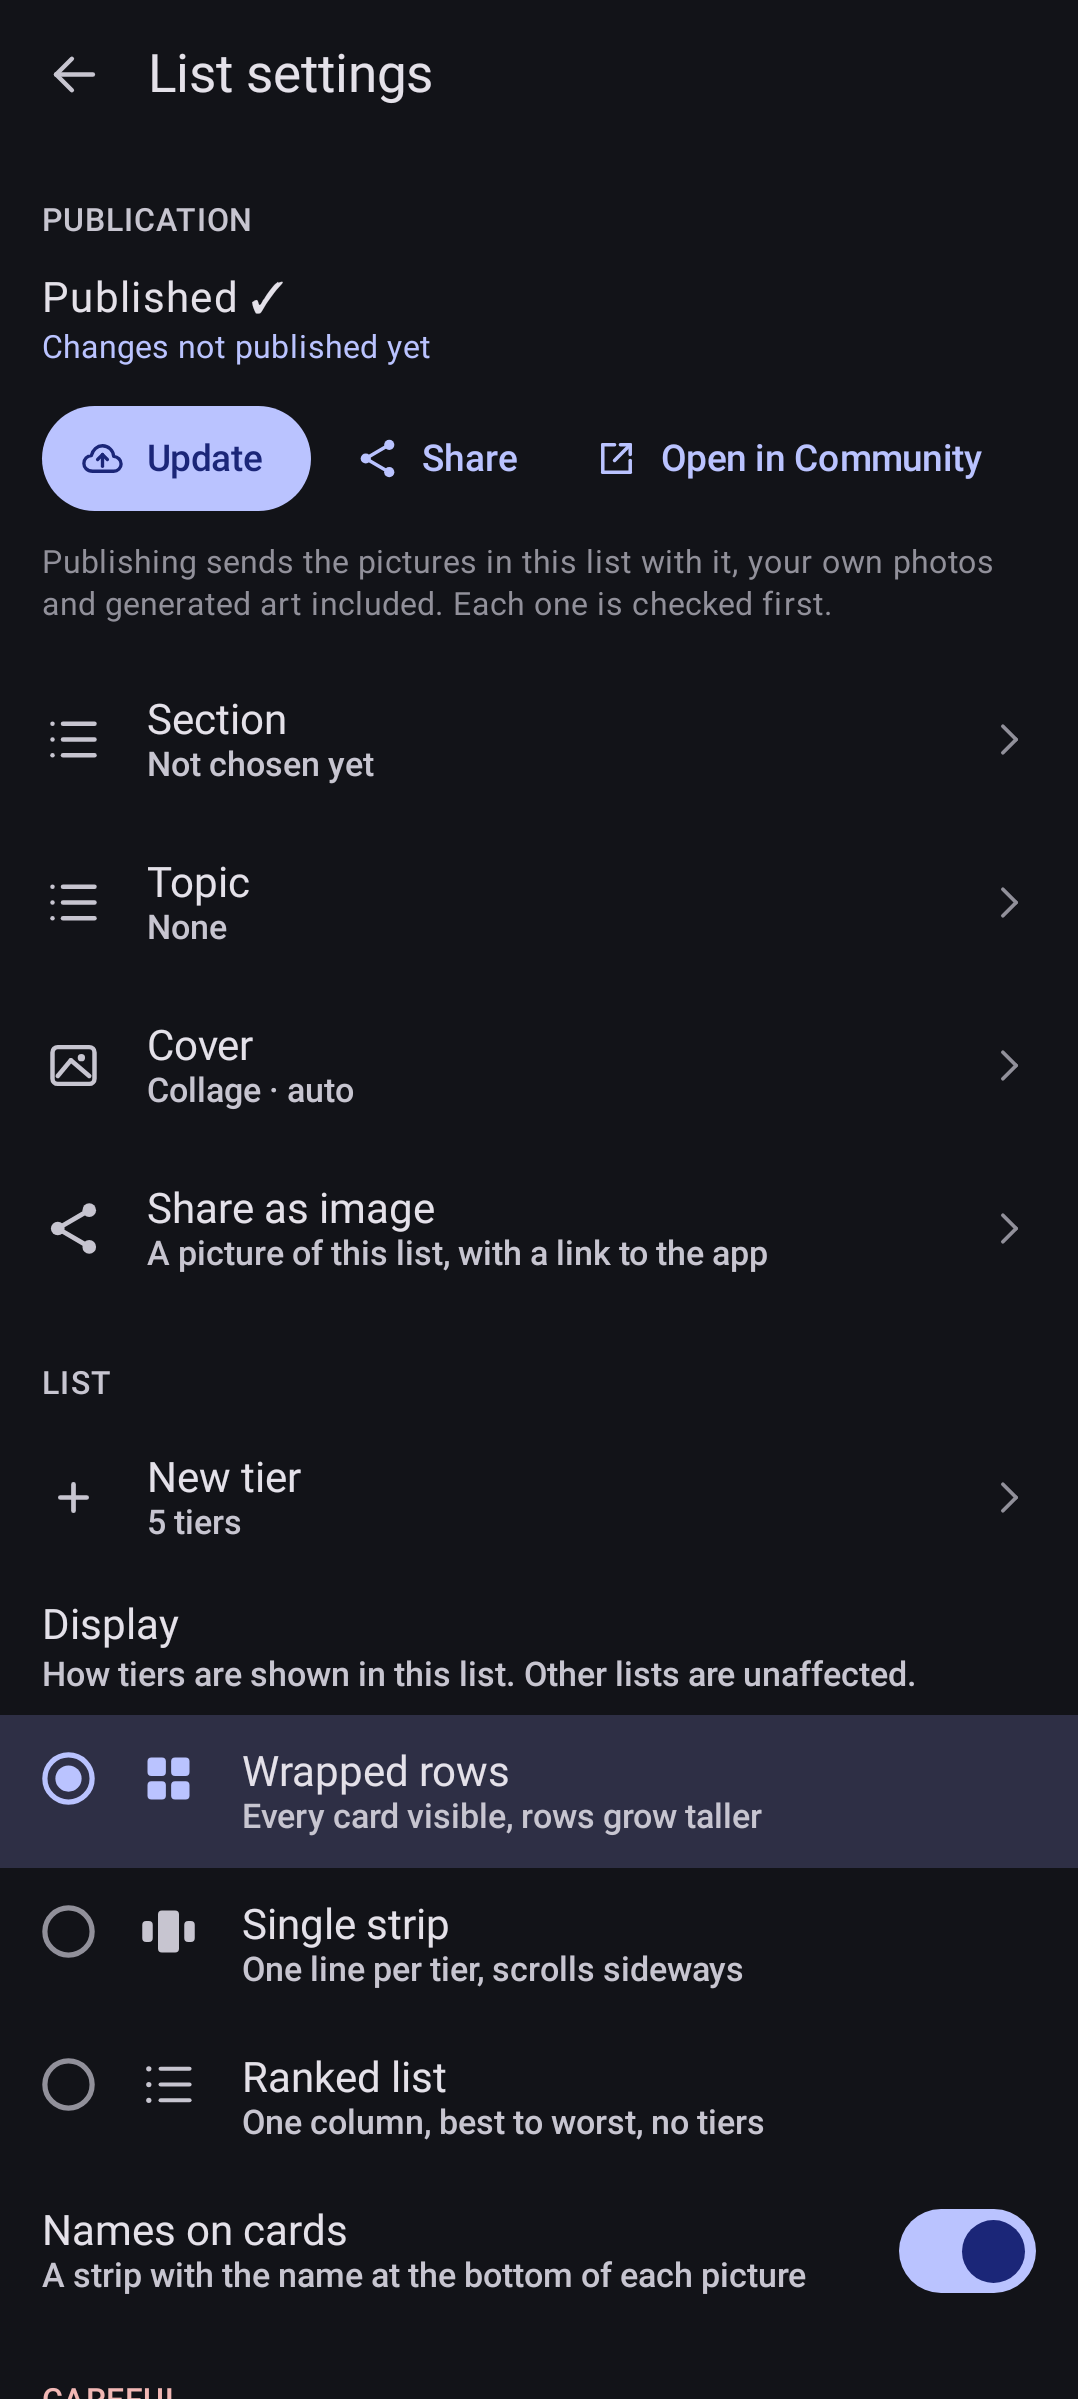 List settings
PUBLICATION
Published ✓
Changes not published yet
Update
Share
Open in Community
Publishing sends the pictures in this list with it, your own photos
and generated art included. Each one is checked first.
Section
Not chosen yet
Topic
None
Cover
Collage · auto
Share as image
A picture of this list, with a link to the app
LIST
New tier
5 tiers
Display
How tiers are shown in this list. Other lists are unaffected.
Wrapped rows
Every card visible, rows grow taller
Single strip
One line per tier, scrolls sideways
Ranked list
One column, best to worst, no tiers
Names on cards
A strip with the name at the bottom of each picture
CAREFUL